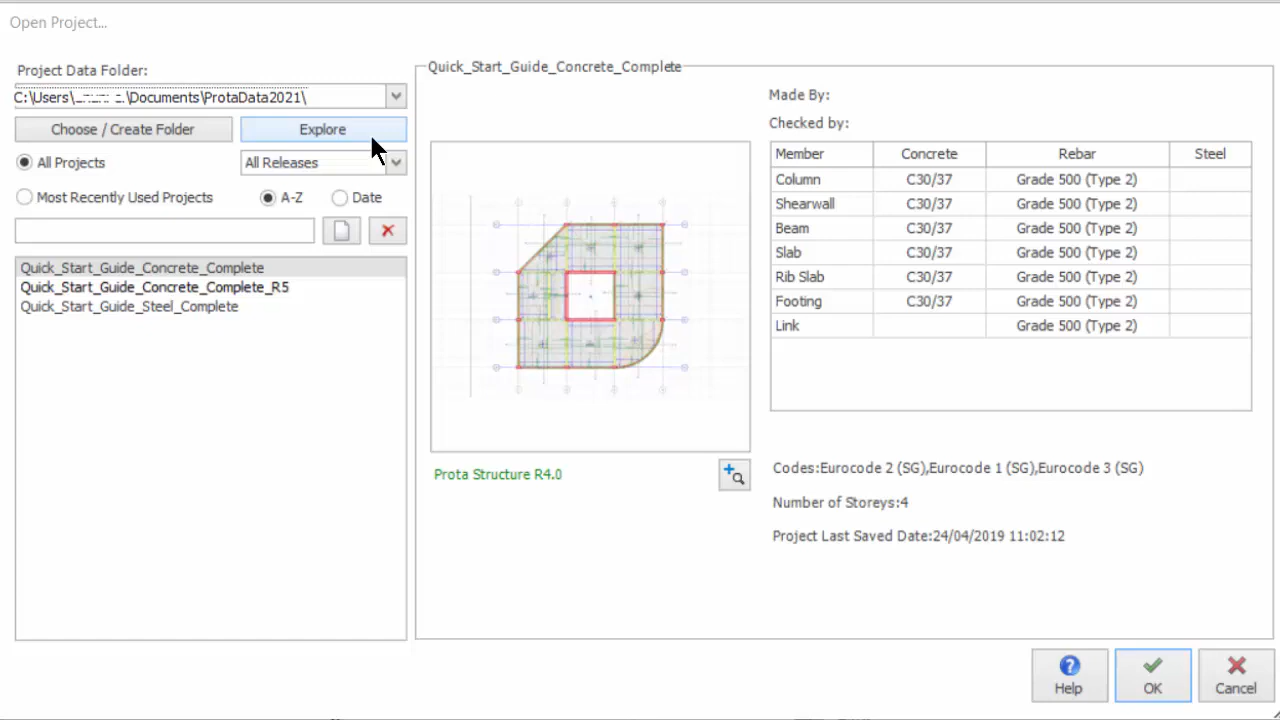 Open Project...
Project Data Folder:
C:\Users\ \Documents\ProtaData2021\
Choose / Create Folder
Explore
All Projects
All Releases
Most Recently Used Projects
A-Z
Date
Quick_Start_Guide_Concrete_Complete
Quick_Start_Guide_Concrete_Complete_R5
Quick_Start_Guide_Steel_Complete
Quick_Start_Guide_Concrete_Complete
Prota Structure R4.0
Made By:
Checked by:
Member Concrete Rebar Steel
Column C30/37 Grade 500 (Type 2)
Shearwall C30/37 Grade 500 (Type 2)
Beam C30/37 Grade 500 (Type 2)
Slab C30/37 Grade 500 (Type 2)
Rib Slab C30/37 Grade 500 (Type 2)
Footing C30/37 Grade 500 (Type 2)
Link Grade 500 (Type 2)
Codes:Eurocode 2 (SG),Eurocode 1 (SG),Eurocode 3 (SG)
Number of Storeys:4
Project Last Saved Date:24/04/2019 11:02:12
Help
OK
Cancel